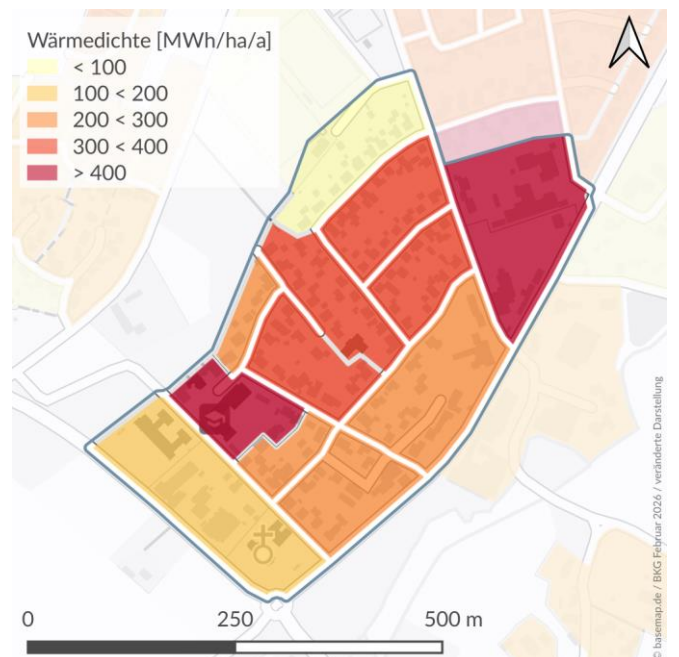 Wärmedichte [MWh/ha/a]
< 100
100 < 200
200 < 300
300 < 400
> 400
0 250 500 m
© basemap.de / BKG Februar 2026 / veränderte Darstellung